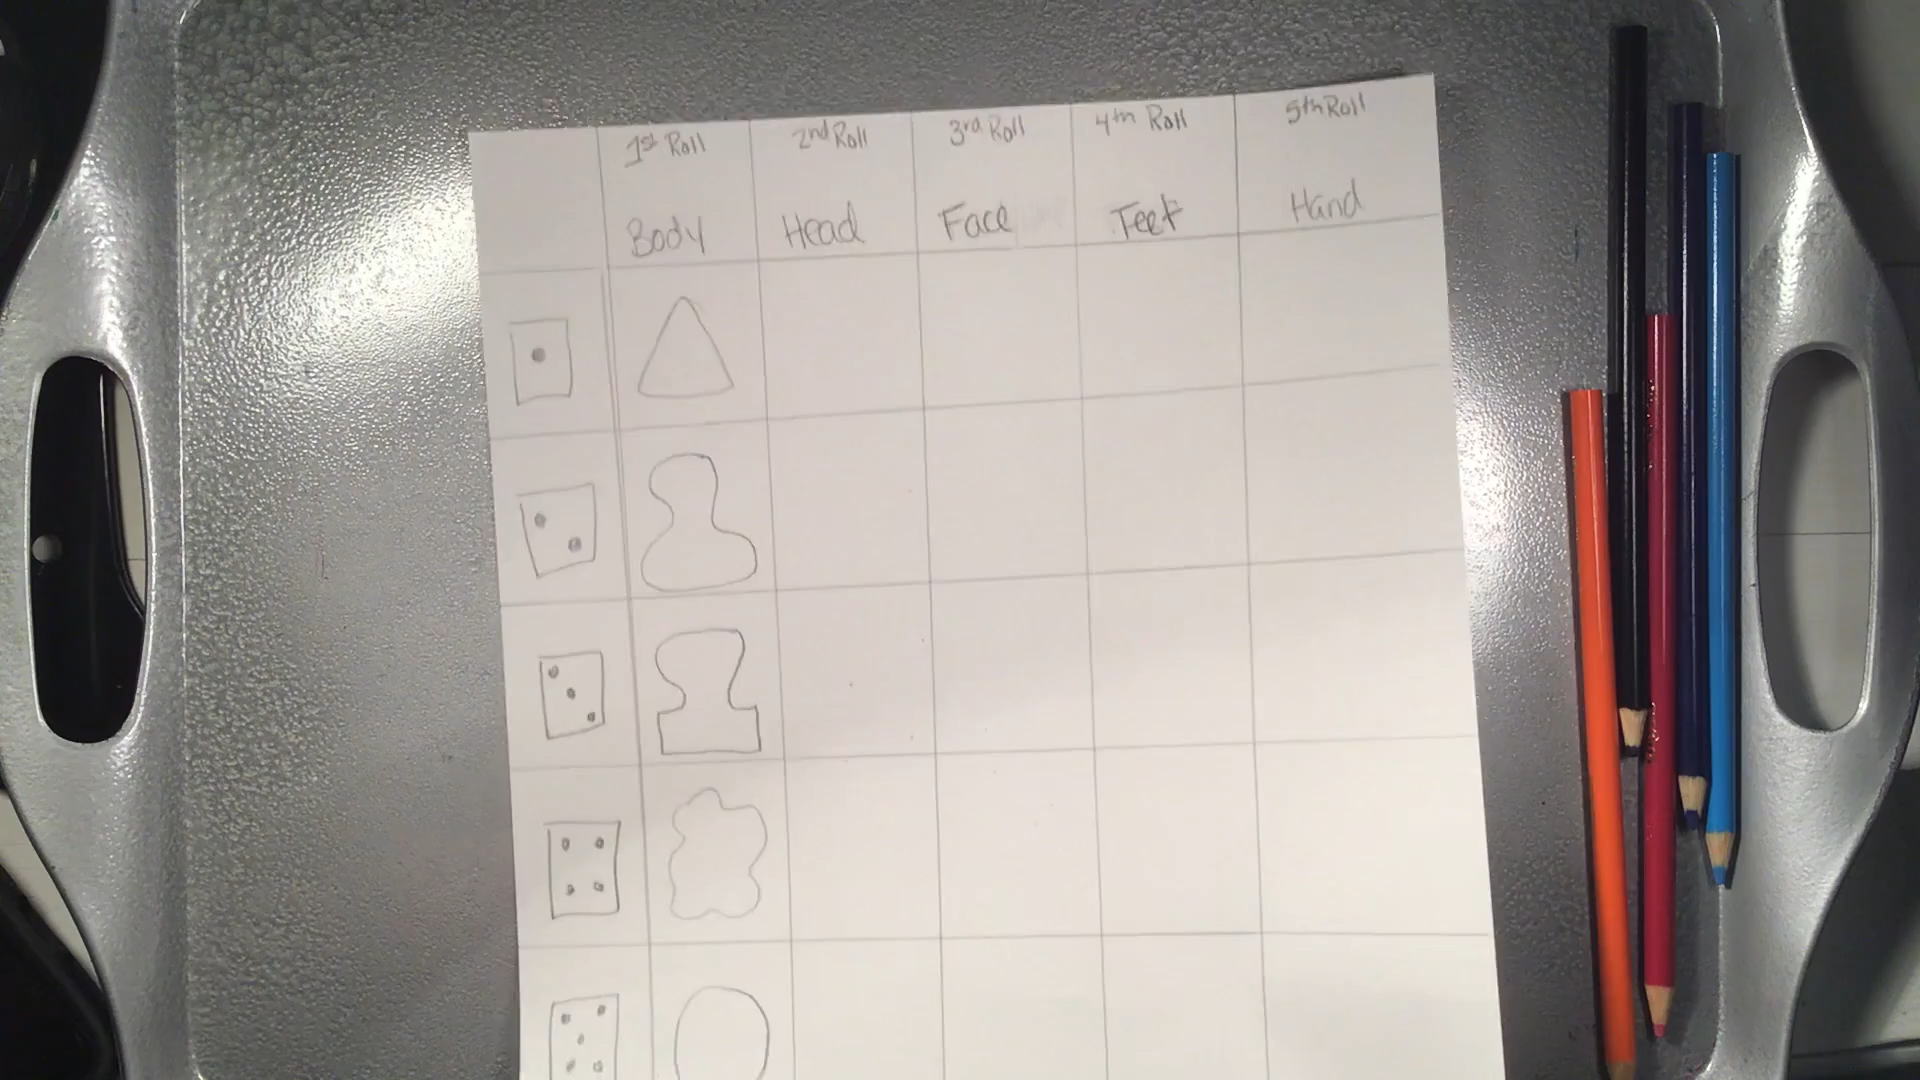 1st Roll 2nd Roll 3rd Roll 4th Roll 5th Roll
Body Head Face Feet Hand